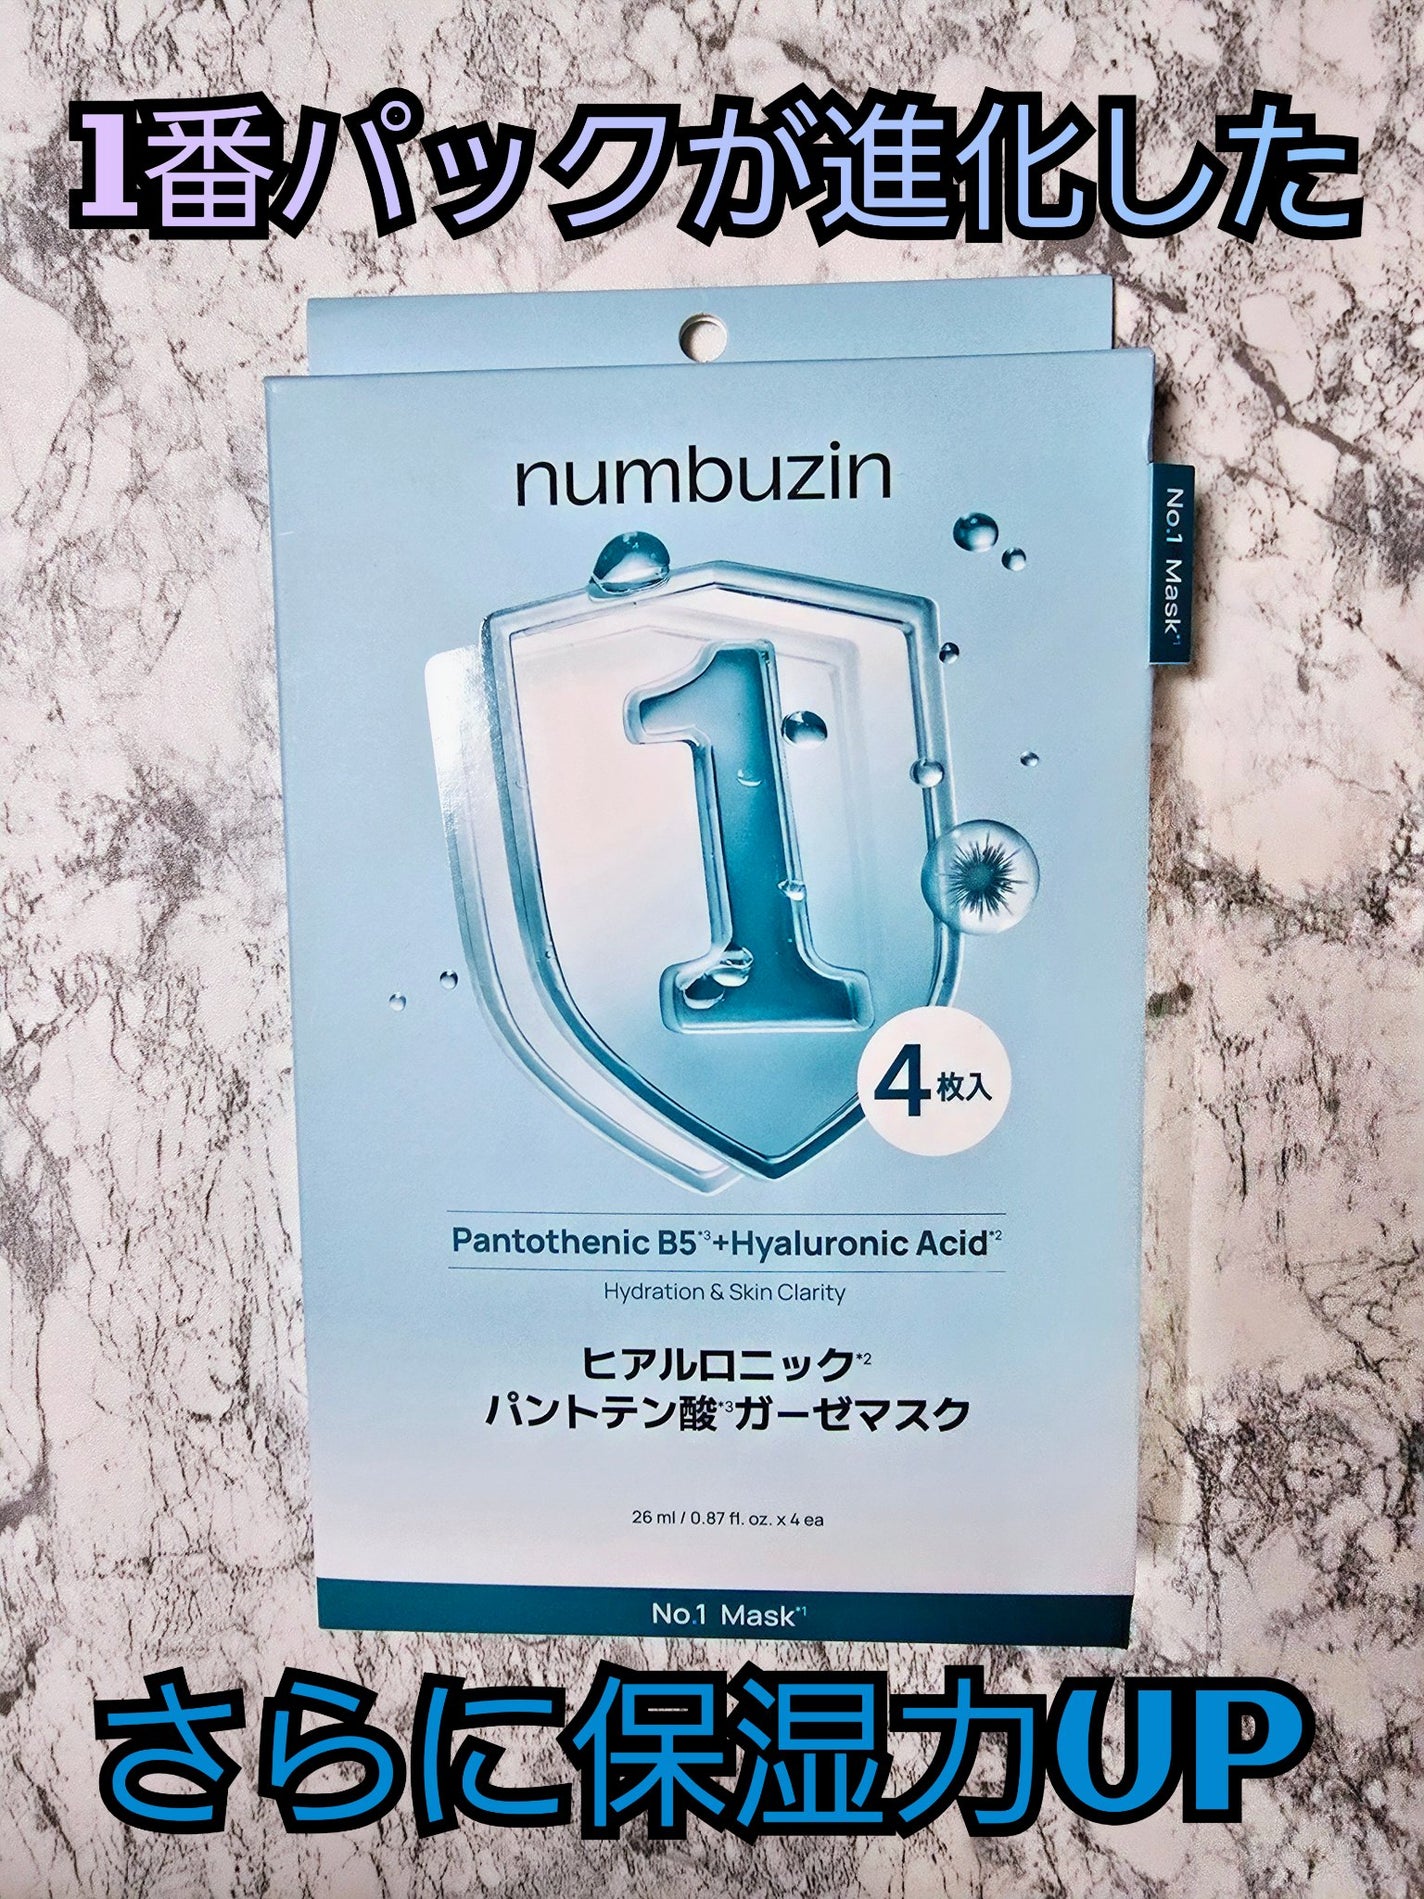 1番パックが進化した
numbuzin
No.1 Mask*1
4枚入
Pantothenic B5*3+Hyaluronic Acid*2
Hydration & Skin Clarity
ヒアルロニック*2
パントテン酸*3ガーゼマスク
26 ml / 0.87 fl. oz. x 4 ea
No.1 Mask*1
さらに保湿力UP